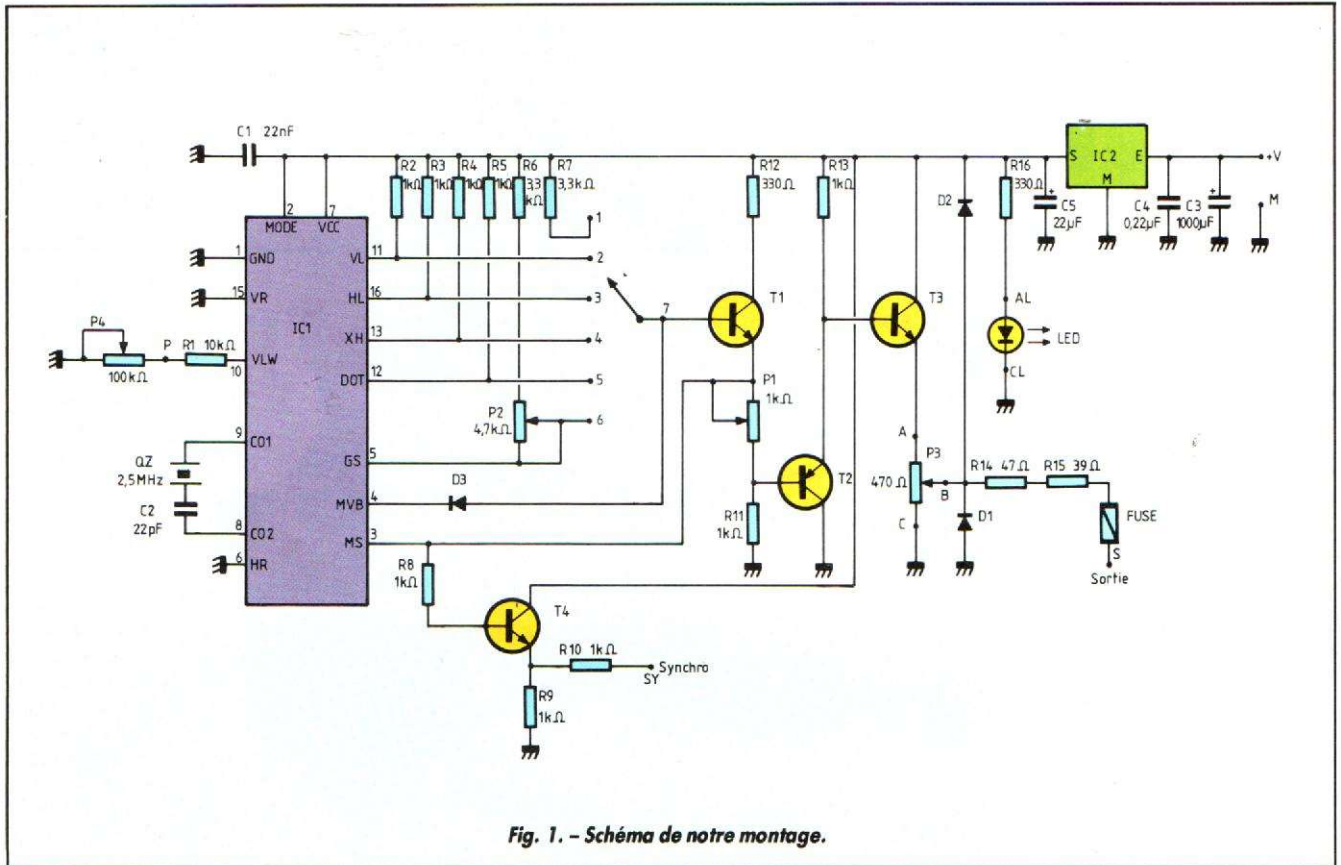 C1 22nF
R2 1kΩ
R3 1kΩ
R4 1kΩ
R5 1kΩ
R6 3,3 kΩ
R7 3,3kΩ
R12 330Ω
R13 1kΩ
D2
R16 330Ω
S IC2 E
M
+V
M
C5 22µF
C4 0,22µF
C3 1000µF
2 7
MODE VCC
1 GND
15 VR
P4 100kΩ
P
R1 10kΩ
VLW 10
IC1
VL 11
HL 16
XH 13
DOT 12
GS 5
MVB 4
MS 3
9 CO1
QZ 2,5MHz
C2 22pF
8 CO2
6 HR
1
2
3
4
5
6
7
P2 4,7kΩ
D3
T1
P1 1kΩ
T2
R11 1kΩ
T3
A
P3 470Ω
B
C
D1
R14 47Ω
R15 39Ω
FUSE
S
Sortie
AL
LED
CL
R8 1kΩ
T4
R10 1kΩ
Synchro
SY
R9 1kΩ
Fig. 1. – Schéma de notre montage.